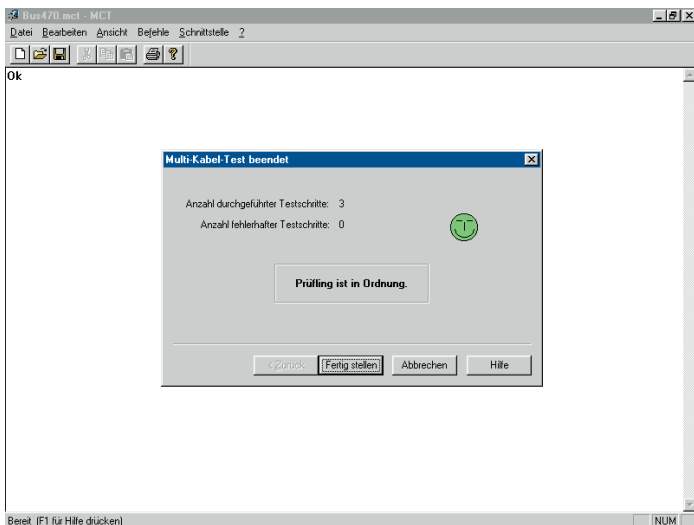 Bus470.mct - MCT
Datei Bearbeiten Ansicht Befehle Schnittstelle ?
Ok
Multi-Kabel-Test beendet
Anzahl durchgeführter Testschritte: 3
Anzahl fehlerhafter Testschritte: 0
Prüfling ist in Ordnung.
< Zurück Fertig stellen Abbrechen Hilfe
Bereit (F1 für Hilfe drücken) NUM